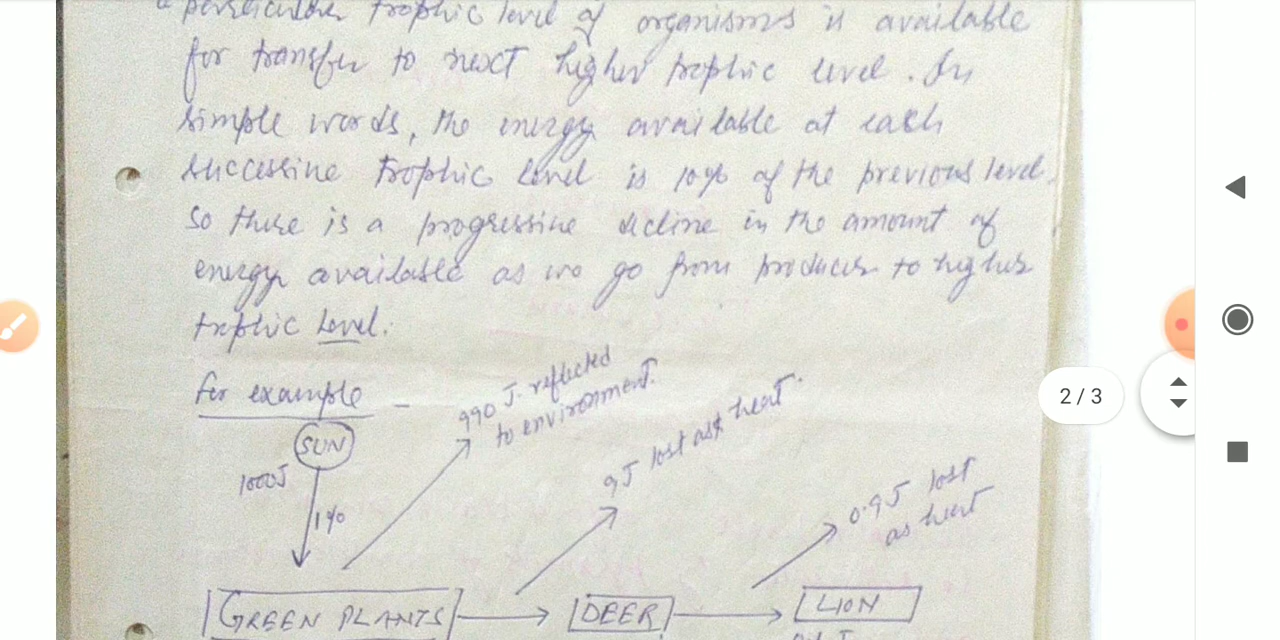 a particular trophic level of organisms is available
for transfer to next higher trophic level. In
simple words, the energy available at each
successive trophic level is 10% of the previous level.
So there is a progressive decline in the amount of
energy available as we go from producer to higher
trophic level.
For example -
SUN
1000J
1%
990 J. reflected
to environment.
9J lost as heat.
0.9J lost
as heat
GREEN PLANTS
DEER
LION
2/3